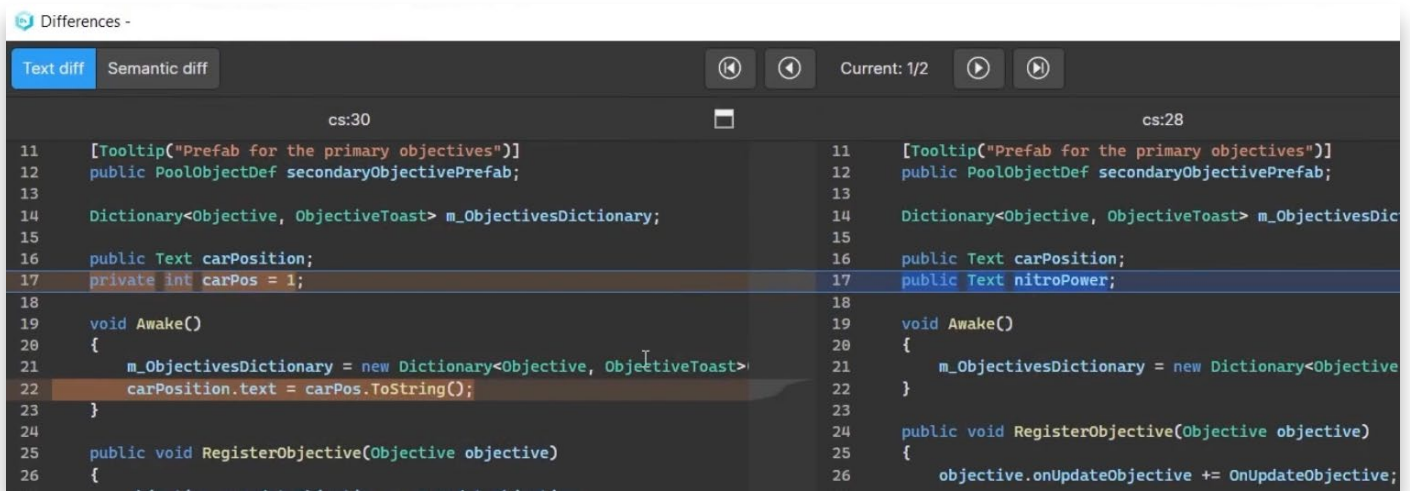 Differences -
Text diff Semantic diff Current: 1/2
cs:30 cs:28
11 [Tooltip("Prefab for the primary objectives")]
12 public PoolObjectDef secondaryObjectivePrefab;
13
14 Dictionary<Objective, ObjectiveToast> m_ObjectivesDictionary;
15
16 public Text carPosition;
17 private int carPos = 1;
18
19 void Awake()
20 {
21 m_ObjectivesDictionary = new Dictionary<Objective, ObjectiveToast>
22 carPosition.text = carPos.ToString();
23 }
24
25 public void RegisterObjective(Objective objective)
26 {
11 [Tooltip("Prefab for the primary objectives")]
12 public PoolObjectDef secondaryObjectivePrefab;
13
14 Dictionary<Objective, ObjectiveToast> m_ObjectivesDic
15
16 public Text carPosition;
17 public Text nitroPower;
18
19 void Awake()
20 {
21 m_ObjectivesDictionary = new Dictionary<Objective
22 }
23
24 public void RegisterObjective(Objective objective)
25 {
26 objective.onUpdateObjective += OnUpdateObjective;